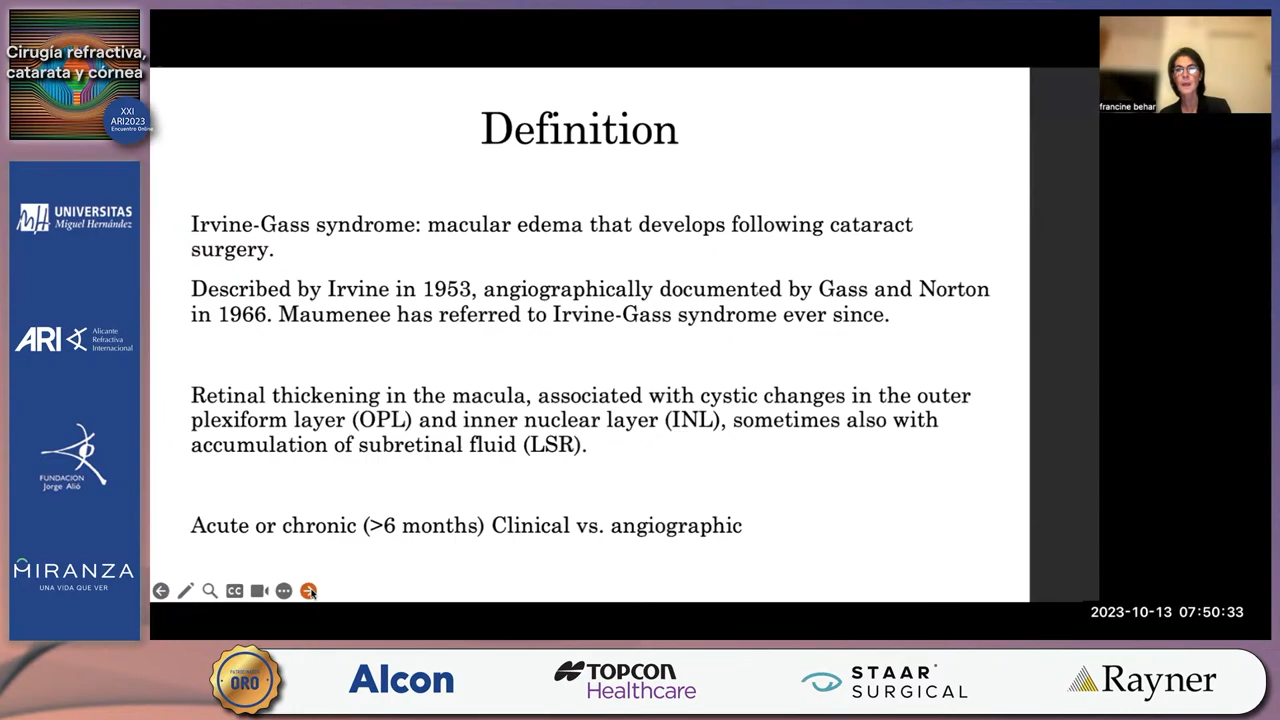 Cirugía refractiva,
catarata y córnea
XXI
ARI2023
Encuentro Online
UNIVERSITAS
Miguel Hernández
ARI
Alicante
Refractiva
Internacional
FUNDACION
Jorge Alió
MIRANZA
UNA VIDA QUE VER
Definition
Irvine-Gass syndrome: macular edema that develops following cataract
surgery.
Described by Irvine in 1953, angiographically documented by Gass and Norton
in 1966. Maumenee has referred to Irvine-Gass syndrome ever since.
Retinal thickening in the macula, associated with cystic changes in the outer
plexiform layer (OPL) and inner nuclear layer (INL), sometimes also with
accumulation of subretinal fluid (LSR).
Acute or chronic (>6 months) Clinical vs. angiographic
CC
francine behar
2023-10-13 07:50:33
ORO
Alcon
TOPCON
Healthcare
STAAR
SURGICAL
Rayner